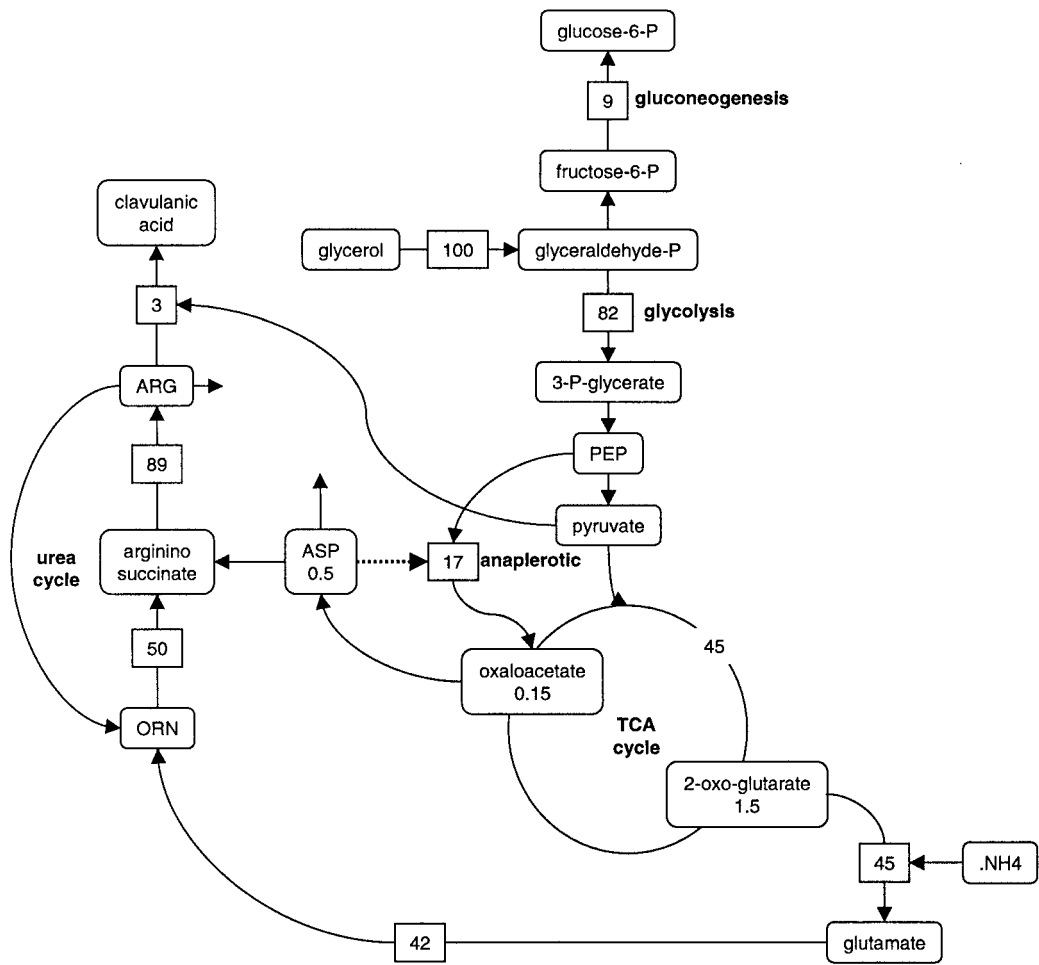 glucose-6-P
9
gluconeogenesis
fructose-6-P
clavulanic
acid
glycerol
100
glyceraldehyde-P
3
82
glycolysis
ARG
3-P-glycerate
89
PEP
pyruvate
urea
cycle
arginino
succinate
ASP
0.5
17
anaplerotic
50
45
oxaloacetate
0.15
ORN
TCA
cycle
2-oxo-glutarate
1.5
45
.NH4
42
glutamate